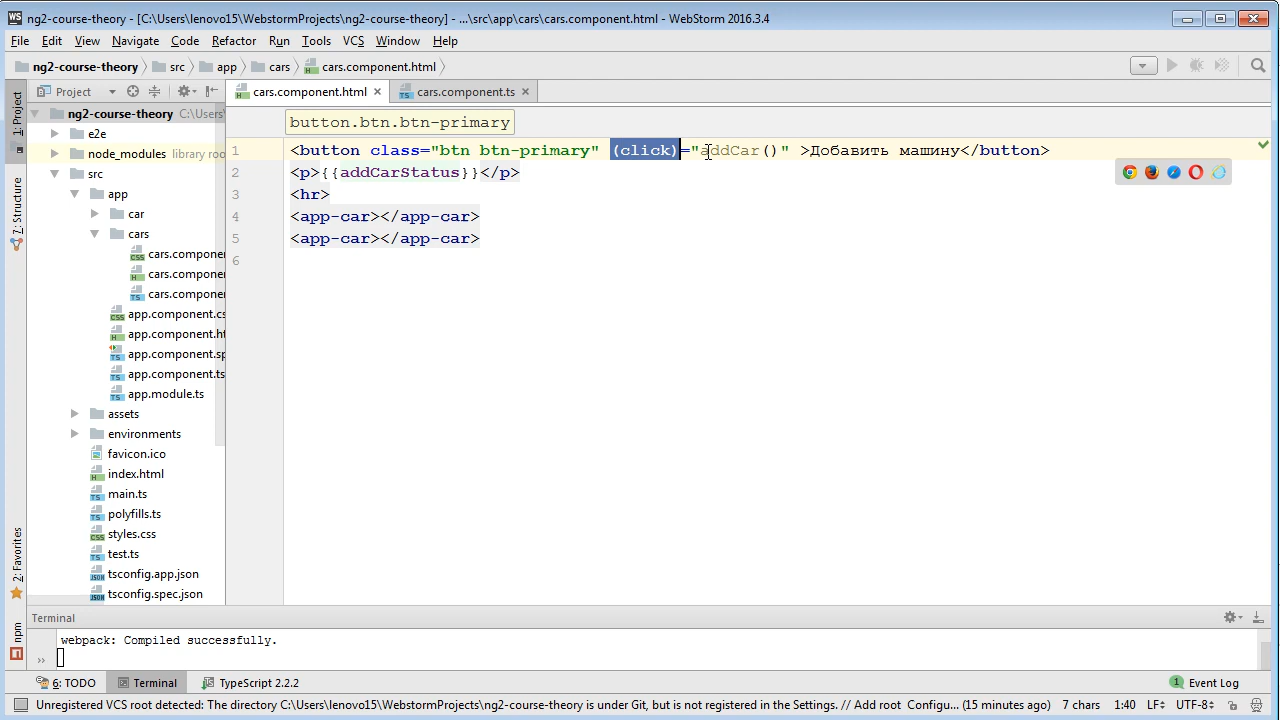 ng2-course-theory - [C:\Users\lenovo15\WebstormProjects\ng2-course-theory] - ...\src\app\cars\cars.component.html - WebStorm 2016.3.4
File Edit View Navigate Code Refactor Run Tools VCS Window Help
ng2-course-theory src app cars cars.component.html
1: Project
7: Structure
2: Favorites
npm
Project
cars.component.html cars.component.ts
ng2-course-theory C:\Users\
e2e
node_modules library roo
src
app
car
cars
cars.compone
cars.compone
cars.compone
app.component.cs
app.component.ht
app.component.sp
app.component.ts
app.module.ts
assets
environments
favicon.ico
index.html
main.ts
polyfills.ts
styles.css
test.ts
tsconfig.app.json
tsconfig.spec.json
button.btn.btn-primary
1 <button class="btn btn-primary" (click)="addCar()" >Добавить машину</button>
2 <p>{{addCarStatus}}</p>
3 <hr>
4 <app-car></app-car>
5 <app-car></app-car>
6
Terminal
webpack: Compiled successfully.
»
6: TODO Terminal TypeScript 2.2.2 1 Event Log
Unregistered VCS root detected: The directory C:\Users\lenovo15\WebstormProjects\ng2-course-theory is under Git, but is not registered in the Settings. // Add root Configu... (15 minutes ago) 7 chars 1:40 LF UTF-8